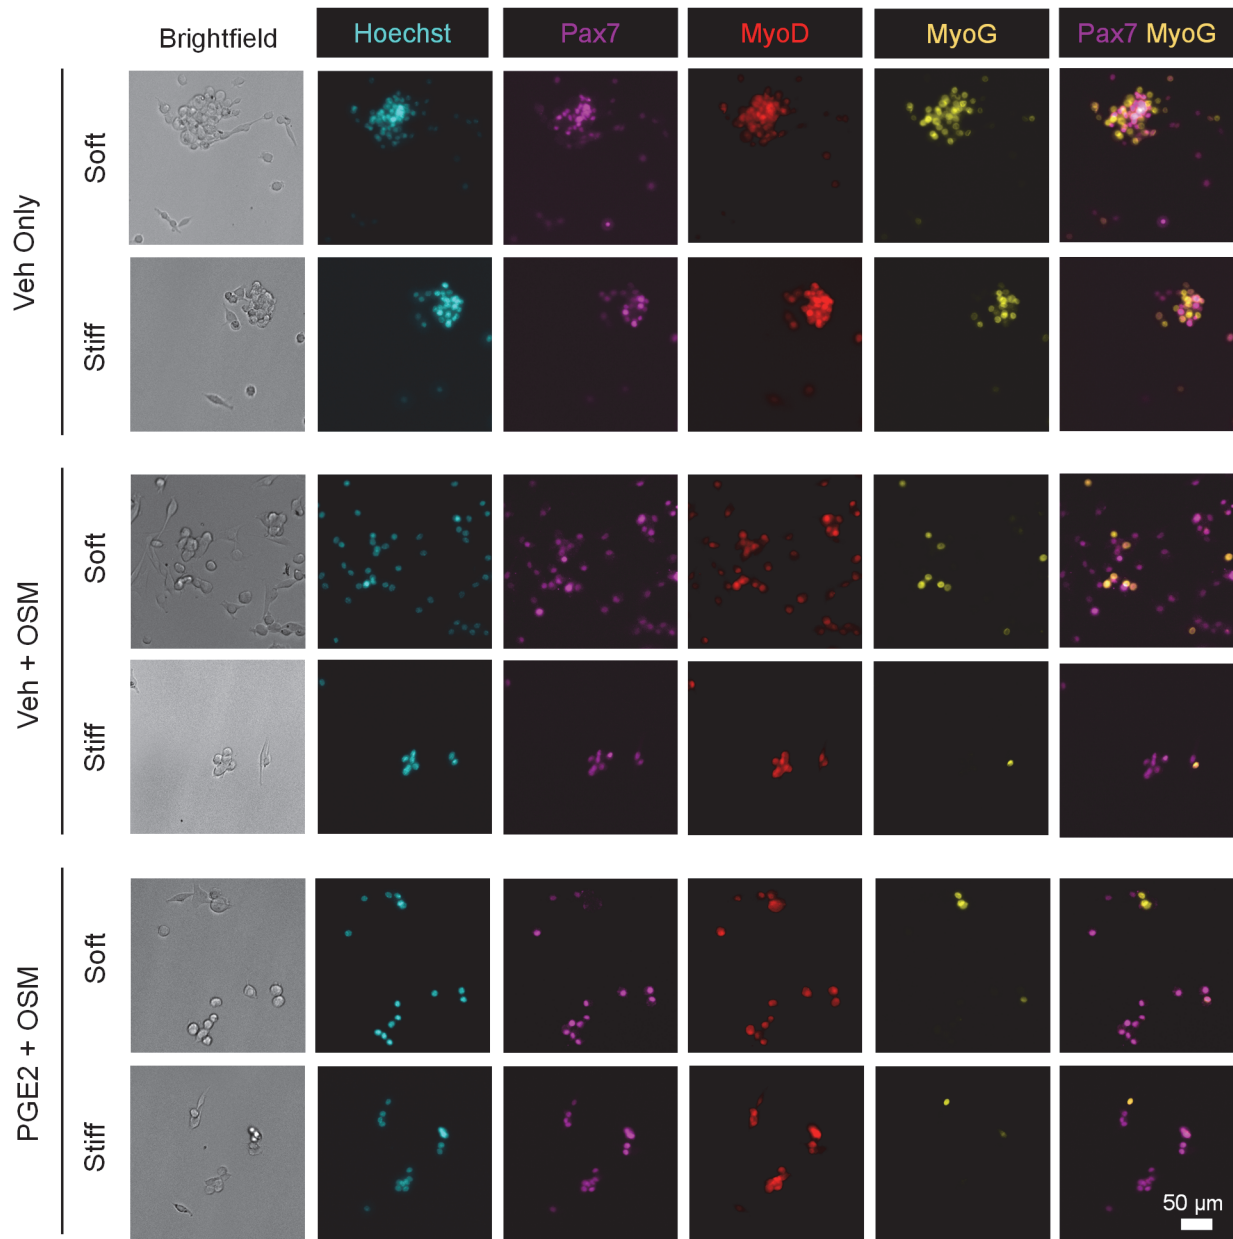 Brightfield Hoechst Pax7 MyoD MyoG Pax7 MyoG
Veh Only
Soft
Stiff
Veh + OSM
Soft
Stiff
PGE2 + OSM
Soft
Stiff
50 µm